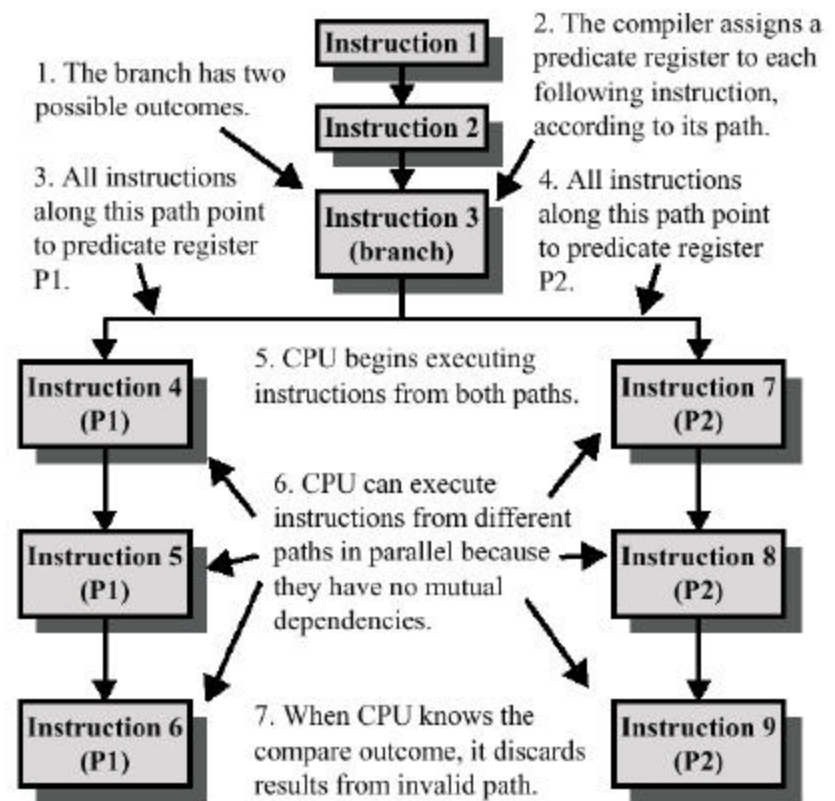 Instruction 1
2. The compiler assigns a
predicate register to each
following instruction,
according to its path.
1. The branch has two
possible outcomes.
Instruction 2
3. All instructions
along this path point
to predicate register
P1.
Instruction 3
(branch)
4. All instructions
along this path point
to predicate register
P2.
Instruction 4
(P1)
5. CPU begins executing
instructions from both paths.
Instruction 7
(P2)
6. CPU can execute
instructions from different
paths in parallel because
they have no mutual
dependencies.
Instruction 5
(P1)
Instruction 8
(P2)
Instruction 6
(P1)
7. When CPU knows the
compare outcome, it discards
results from invalid path.
Instruction 9
(P2)